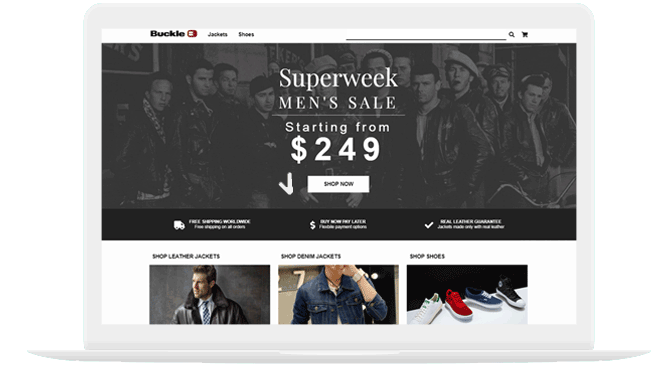 Buckle B Jackets Shoes
Superweek
MEN'S SALE
Starting from
$249
SHOP NOW
FREE SHIPPING WORLDWIDE
Free shipping on all orders
BUY NOW PAY LATER
Flexible payment options
REAL LEATHER GUARANTEE
Jackets made only with real leather
SHOP LEATHER JACKETS
SHOP DENIM JACKETS
SHOP SHOES